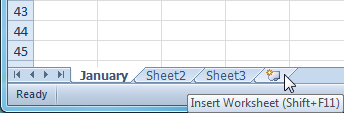 43
44
45
January Sheet2 Sheet3
Ready
Insert Worksheet (Shift+F11)